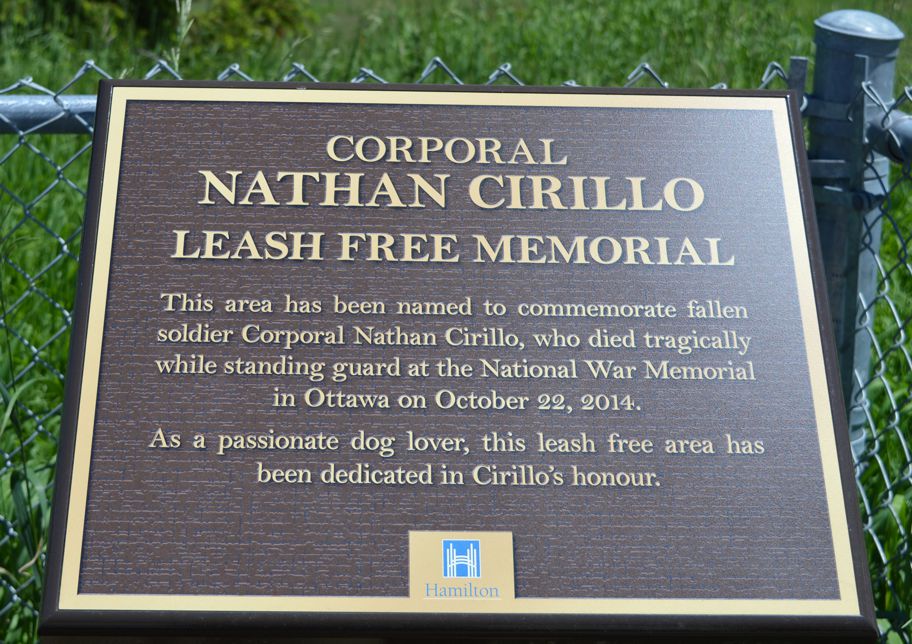 CORPORAL
NATHAN CIRILLO
LEASH FREE MEMORIAL
This area has been named to commemorate fallen
soldier Corporal Nathan Cirillo, who died tragically
while standing guard at the National War Memorial
in Ottawa on October 22, 2014.
As a passionate dog lover, this leash free area has
been dedicated in Cirillo's honour.
Hamilton